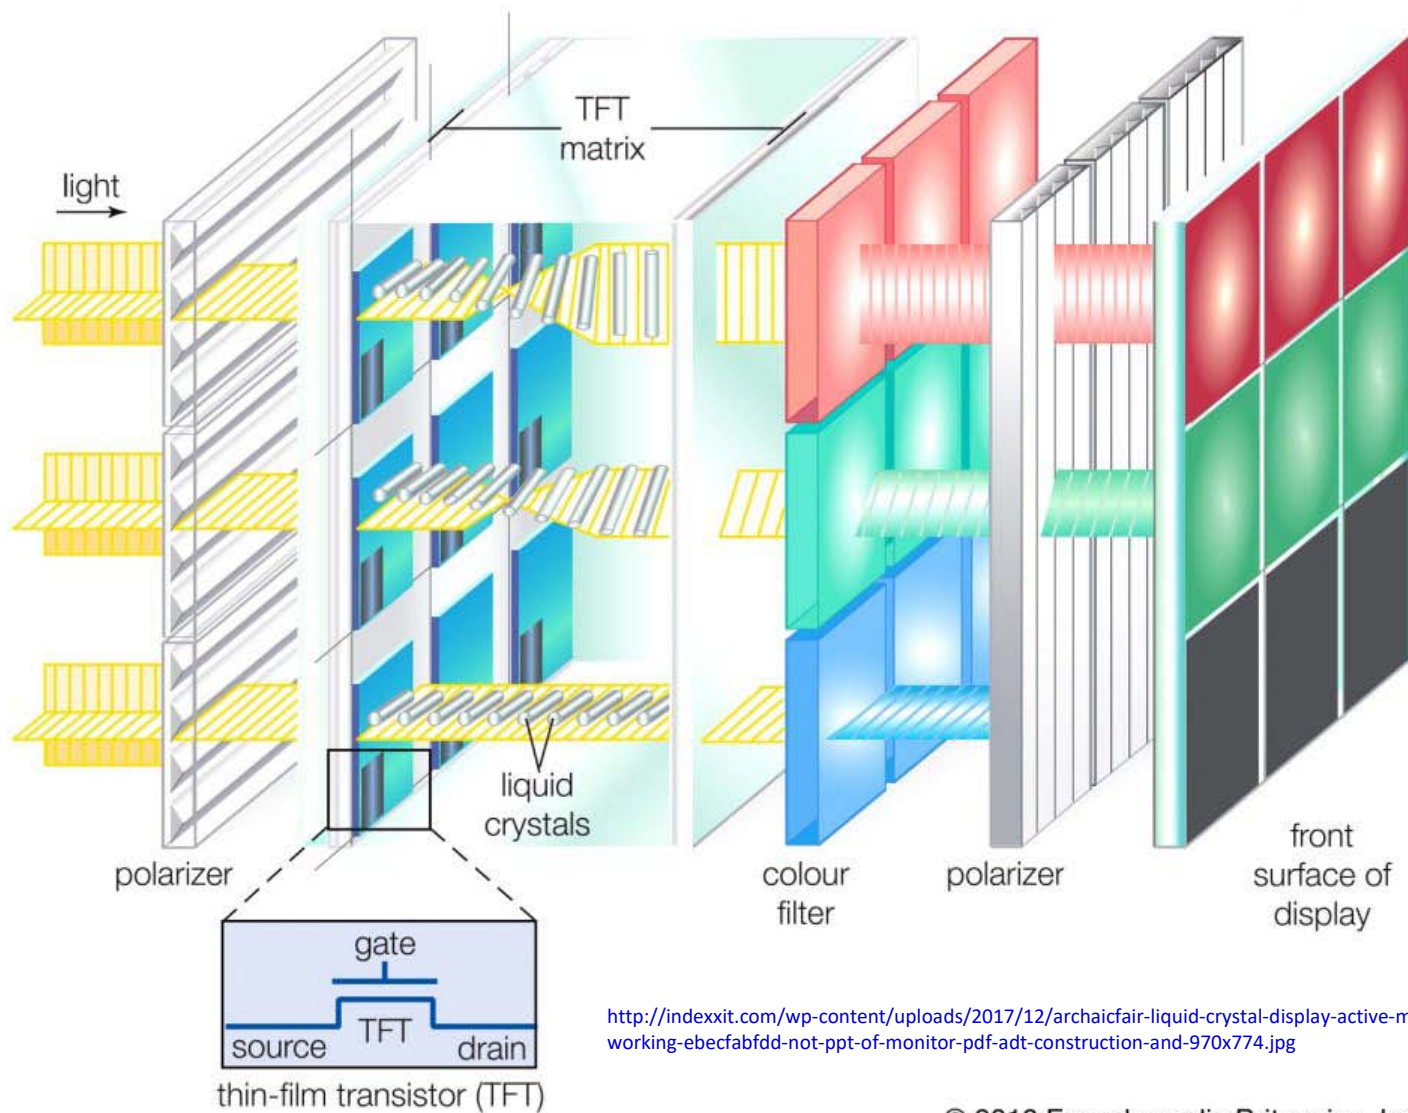 TFT
matrix
light
liquid
crystals
polarizer
colour
filter
polarizer
front
surface of
display
gate
TFT
source
drain
thin-film transistor (TFT)
http://indexxit.com/wp-content/uploads/2017/12/archaicfair-liquid-crystal-display-active-m
working-ebecfabfdd-not-ppt-of-monitor-pdf-adt-construction-and-970x774.jpg